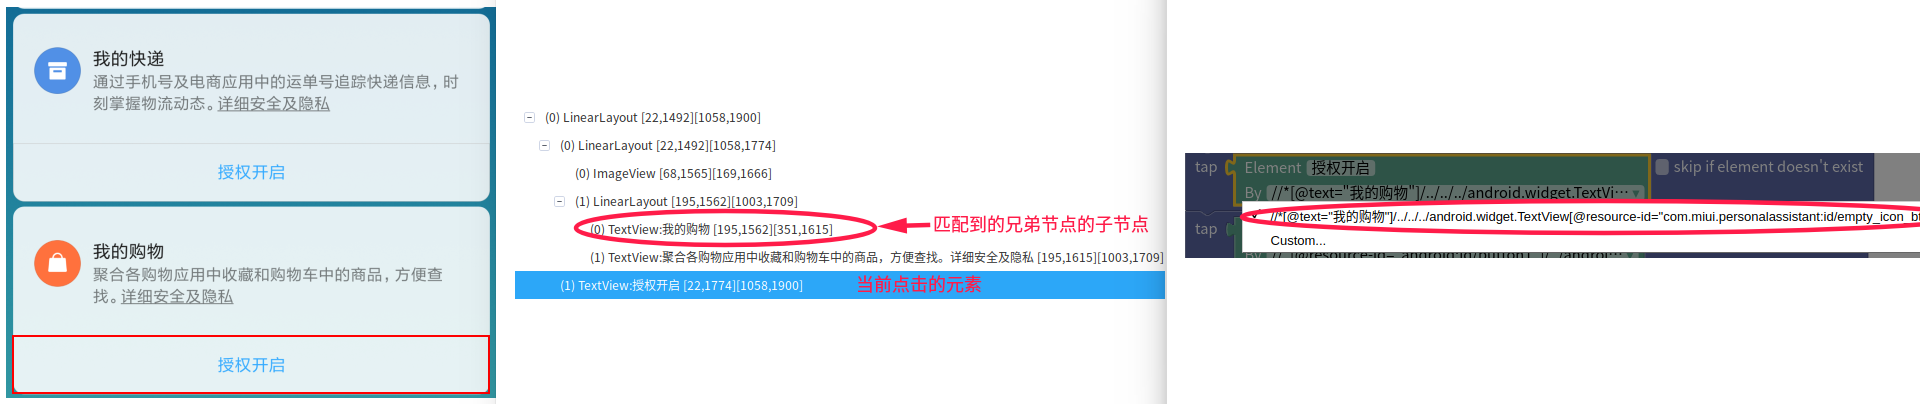 我的快递
通过手机号及电商应用中的运单号追踪快递信息，时
刻掌握物流动态。详细安全及隐私
授权开启
我的购物
聚合各购物应用中收藏和购物车中的商品，方便查
找。详细安全及隐私
授权开启
(0) LinearLayout [22,1492][1058,1900]
(0) LinearLayout [22,1492][1058,1774]
(0) ImageView [68,1565][169,1666]
(1) LinearLayout [195,1562][1003,1709]
(0) TextView:我的购物 [195,1562][351,1615]
匹配到的兄弟节点的子节点
(1) TextView:聚合各购物应用中收藏和购物车中的商品，方便查找。详细安全及隐私 [195,1615][1003,1709]
(1) TextView:授权开启 [22,1774][1058,1900]
当前点击的元素
tap Element 授权开启 skip if element doesn't exist
By //*[@text="我的购物"]/../../../android.widget.TextVi…
//*[@text="我的购物"]/../../../android.widget.TextView[@resource-id="com.miui.personalassistant:id/empty_icon_bt
tap
Custom...